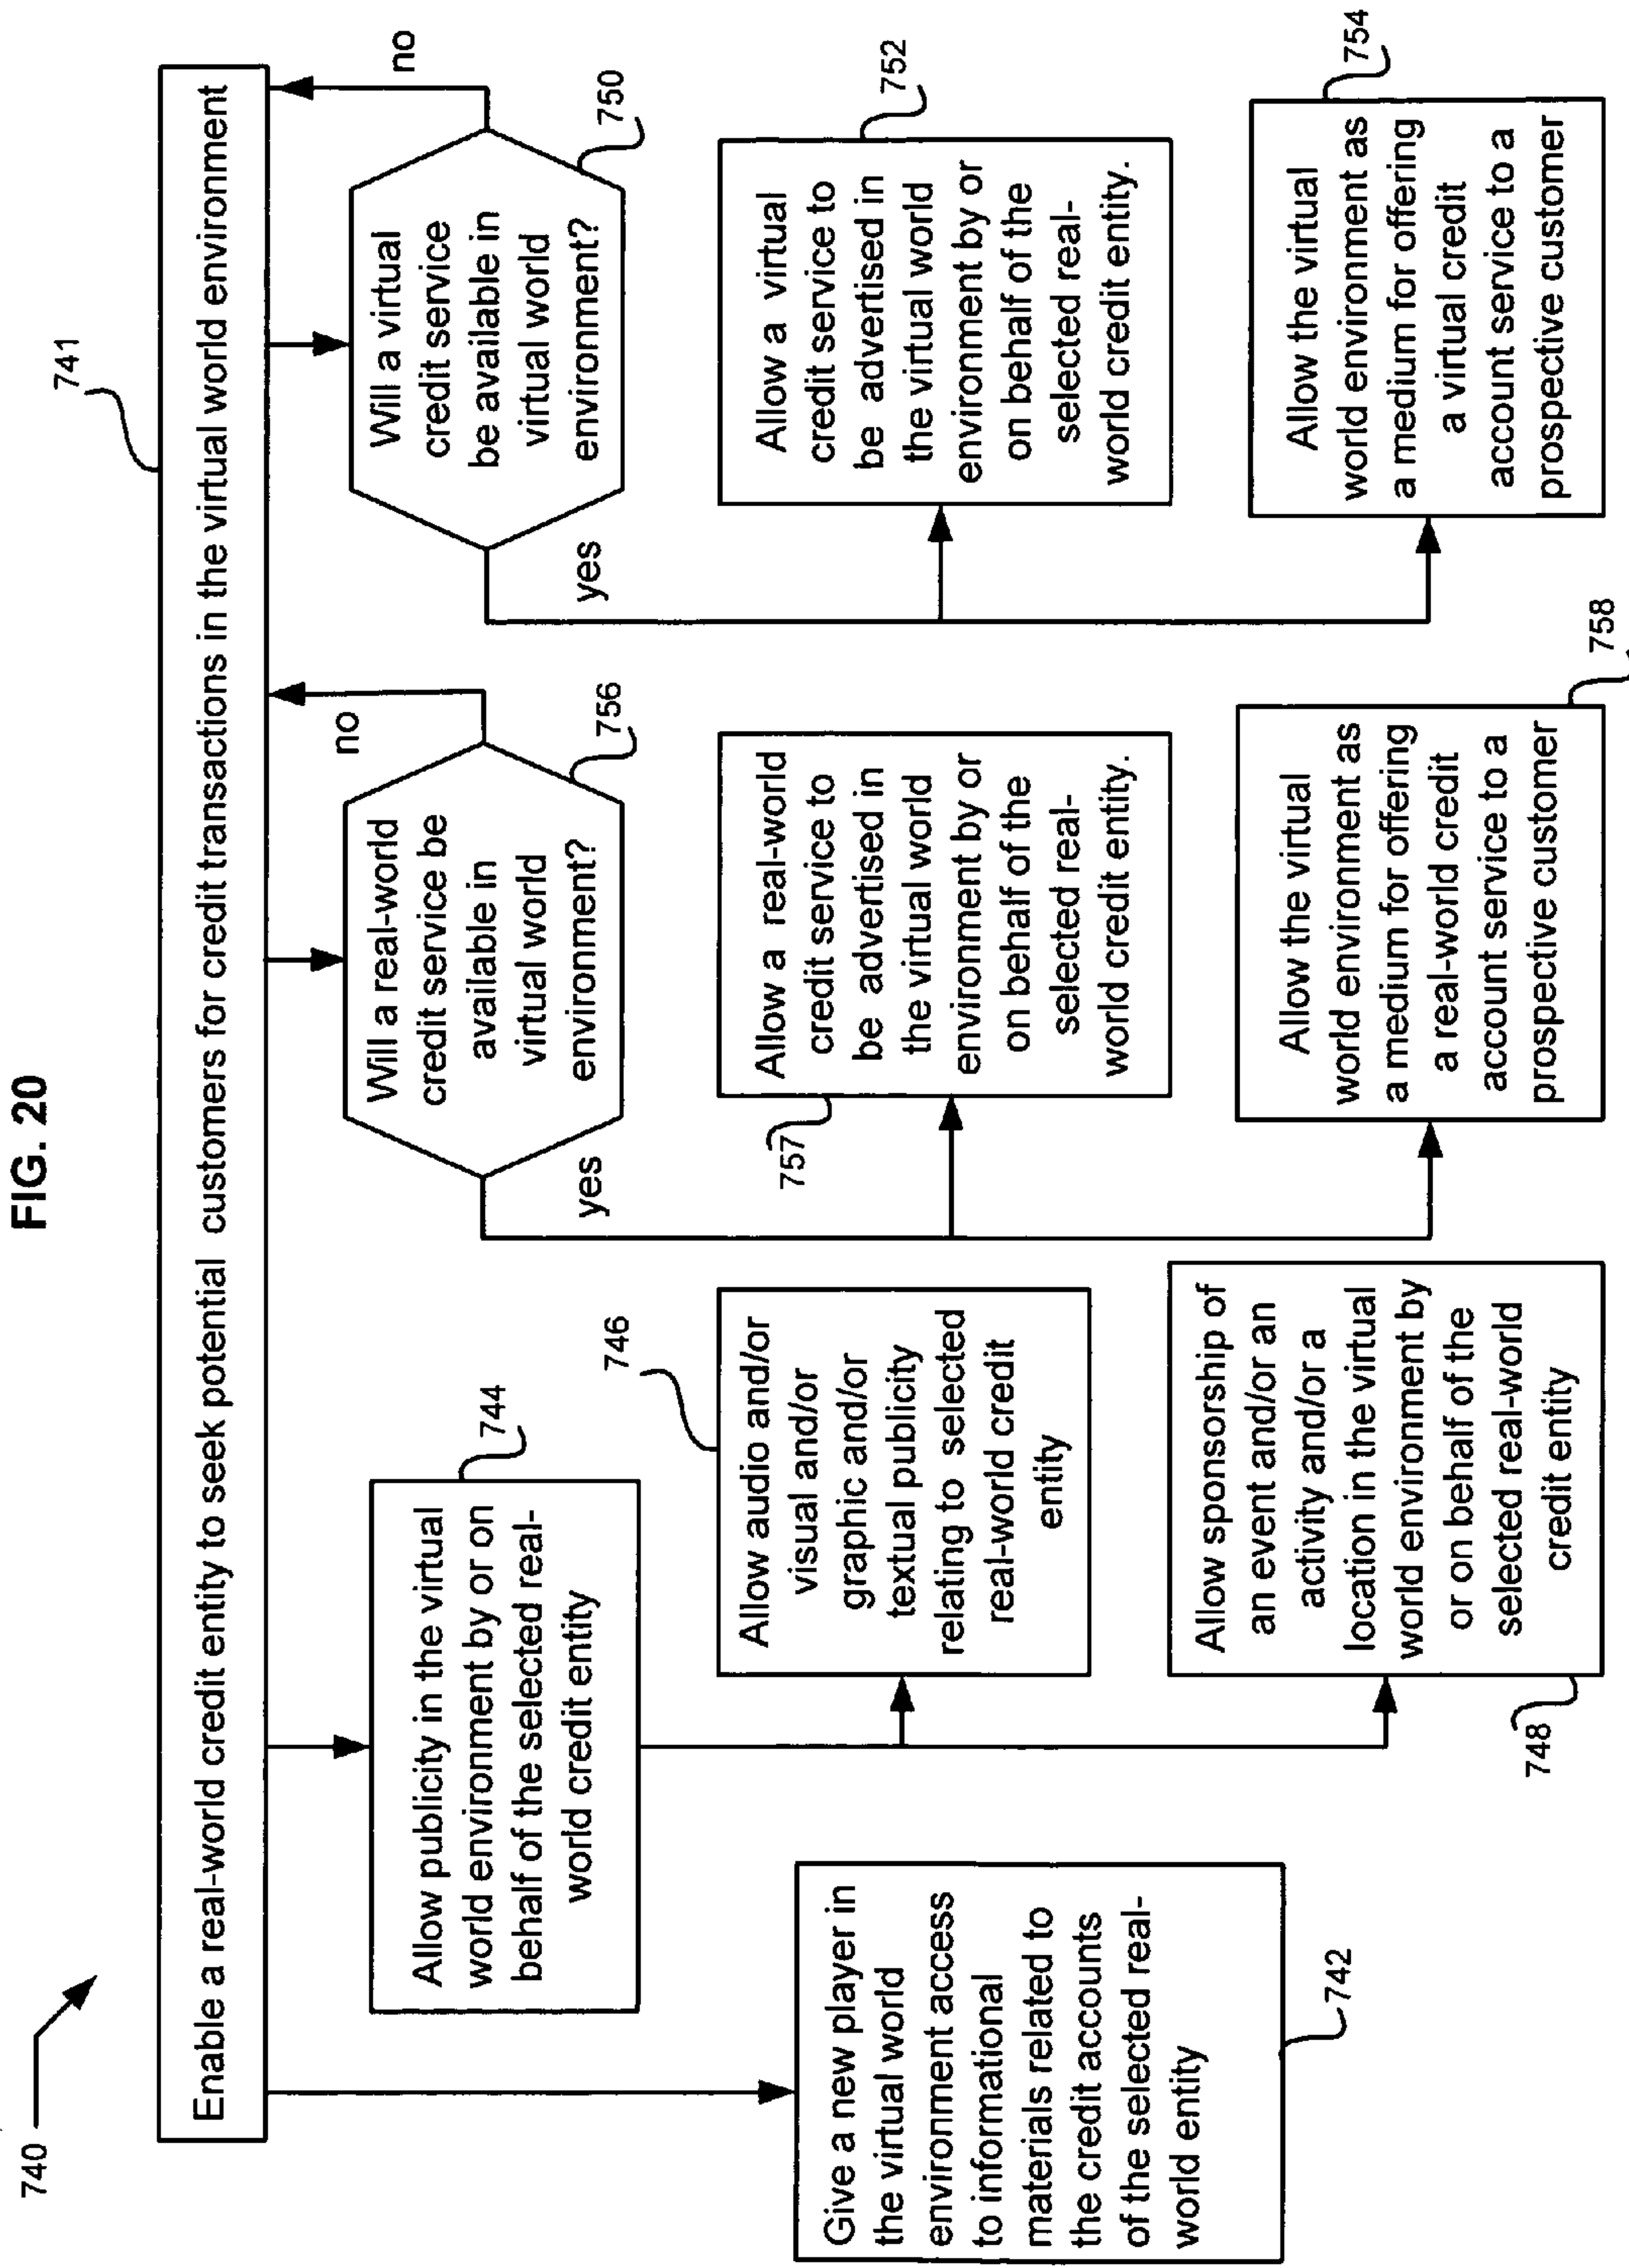 FIG. 20
740
741
Enable a real-world credit entity to seek potential customers for credit transactions in the virtual world environment
Give a new player in
the virtual world
environment access
to informational
materials related to
the credit accounts
of the selected real-
world entity
742
Allow publicity in the virtual
world environment by or on
behalf of the selected real-
world credit entity
744
Allow audio and/or
visual and/or
graphic and/or
textual publicity
relating to selected
real-world credit
entity
746
Allow sponsorship of
an event and/or an
activity and/or a
location in the virtual
world environment by
or on behalf of the
selected real-world
credit entity
748
Will a real-world
credit service be
available in
virtual world
environment?
756
no
yes
Allow a real-world
credit service to
be advertised in
the virtual world
environment by or
on behalf of the
selected real-
world credit entity.
757
Allow the virtual
world environment as
a medium for offering
a real-world credit
account service to a
prospective customer
758
Will a virtual
credit service
be available in
virtual world
environment?
750
no
yes
Allow a virtual
credit service to
be advertised in
the virtual world
environment by or
on behalf of the
selected real-
world credit entity.
752
Allow the virtual
world environment as
a medium for offering
a virtual credit
account service to a
prospective customer
754